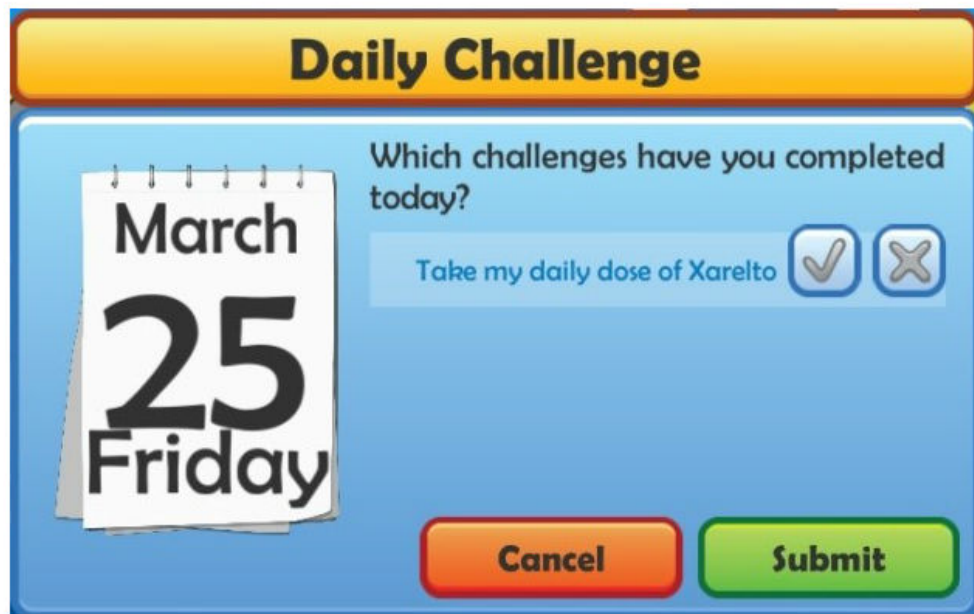 Daily Challenge
Which challenges have you completed
today?
March
25
Friday
Take my daily dose of Xarelto
Cancel
Submit